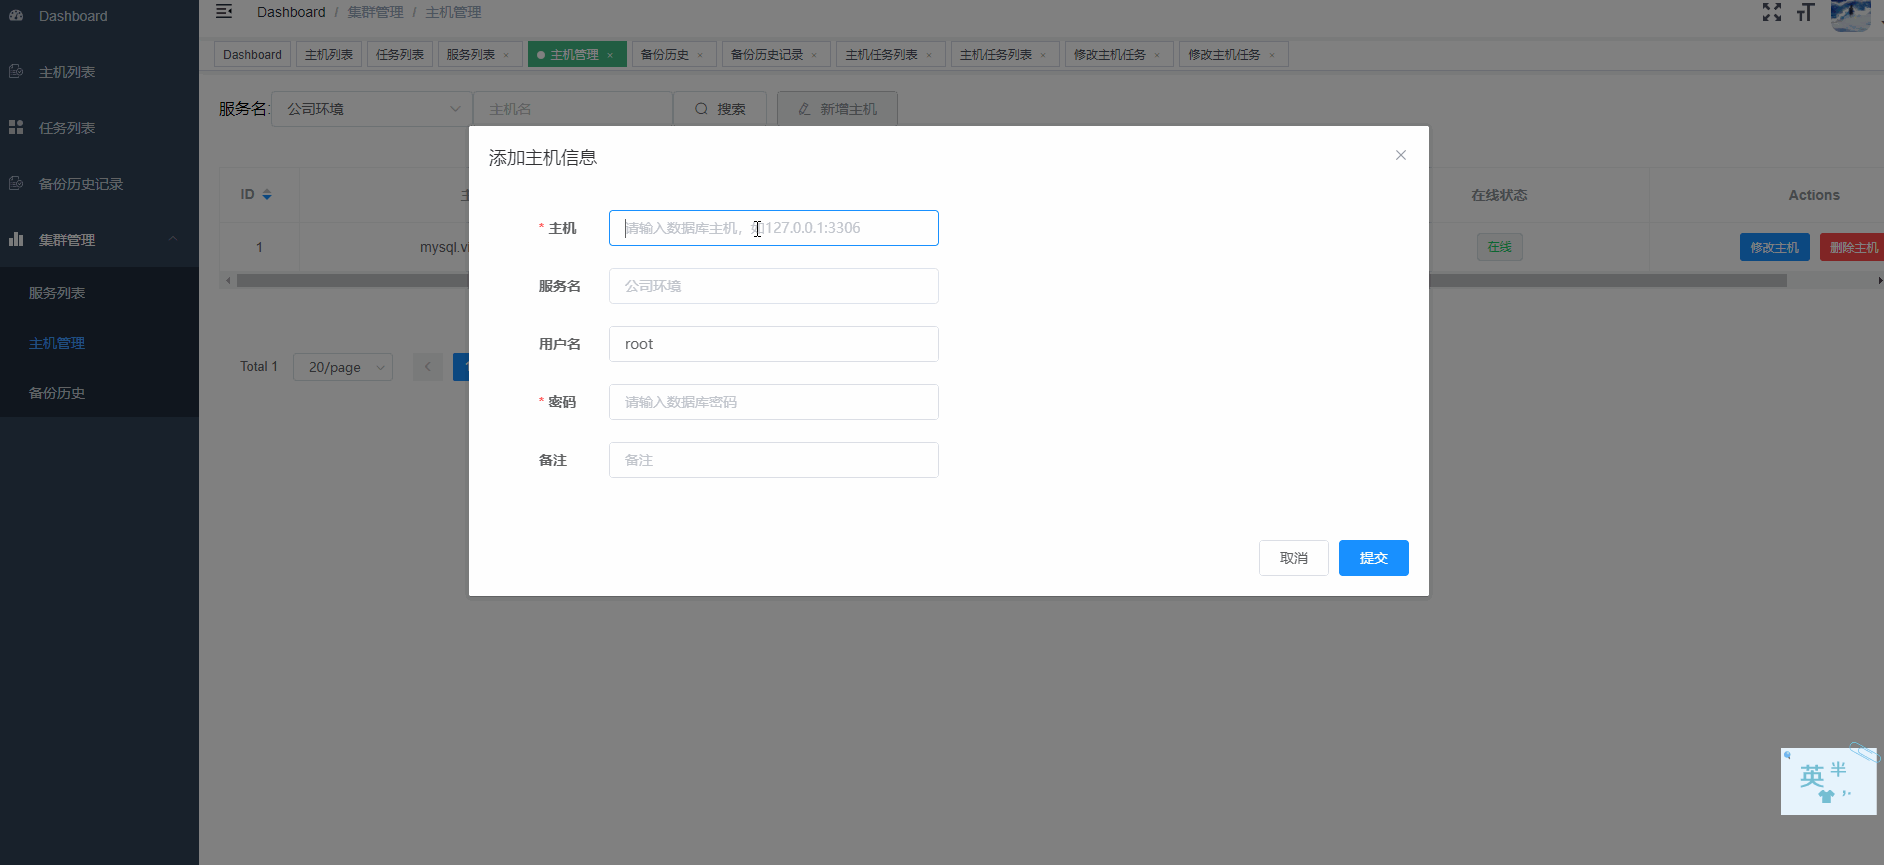 Dashboard
主机列表
任务列表
备份历史记录
集群管理
服务列表
主机管理
备份历史
Dashboard / 集群管理 / 主机管理
Dashboard 主机列表 任务列表 服务列表 × 主机管理 × 备份历史 × 备份历史记录 × 主机任务列表 × 主机任务列表 × 修改主机任务 × 修改主机任务 ×
服务名: 公司环境 主机名 搜索 新增主机
ID 在线状态 Actions
1 在线 修改主机 删除主机
Total 1 20/page
添加主机信息
* 主机 请输入数据库主机，如127.0.0.1:3306
服务名 公司环境
用户名 root
* 密码 请输入数据库密码
备注 备注
取消 提交
英 半